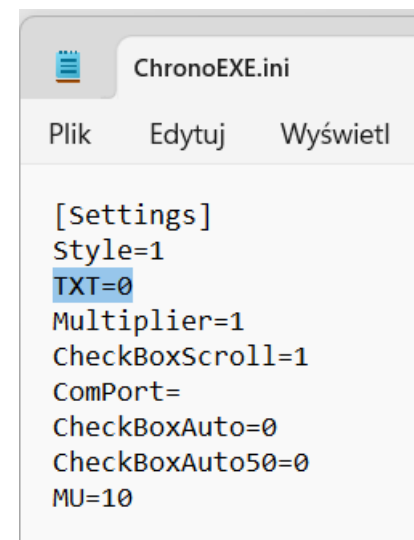 ChronoEXE.ini
Plik Edytuj Wyświetl
[Settings]
Style=1
TXT=0
Multiplier=1
CheckBoxScroll=1
ComPort=
CheckBoxAuto=0
CheckBoxAuto50=0
MU=10